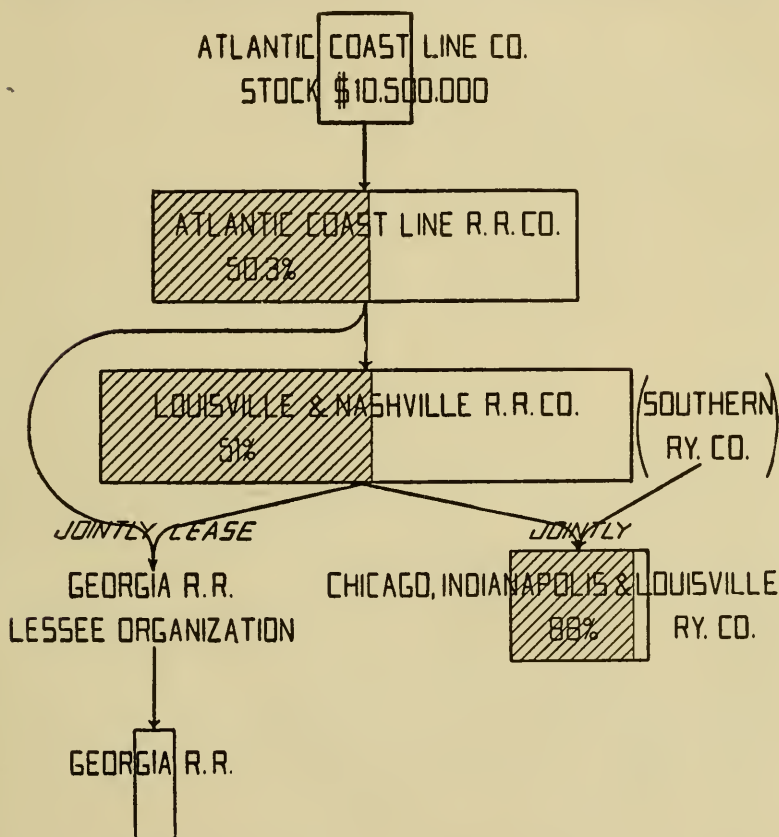 ATLANTIC COAST LINE CO.
STOCK $10.500.000
ATLANTIC COAST LINE R.R.CO.
50.3%
LOUISVILLE & NASHVILLE R.R.CO.
51%
(SOUTHERN
RY. CO.)
JOINTLY LEASE
JOINTLY
GEORGIA R.R.
LESSEE ORGANIZATION
CHICAGO, INDIANAPOLIS & LOUISVILLE
88%
RY. CO.
GEORGIA R.R.